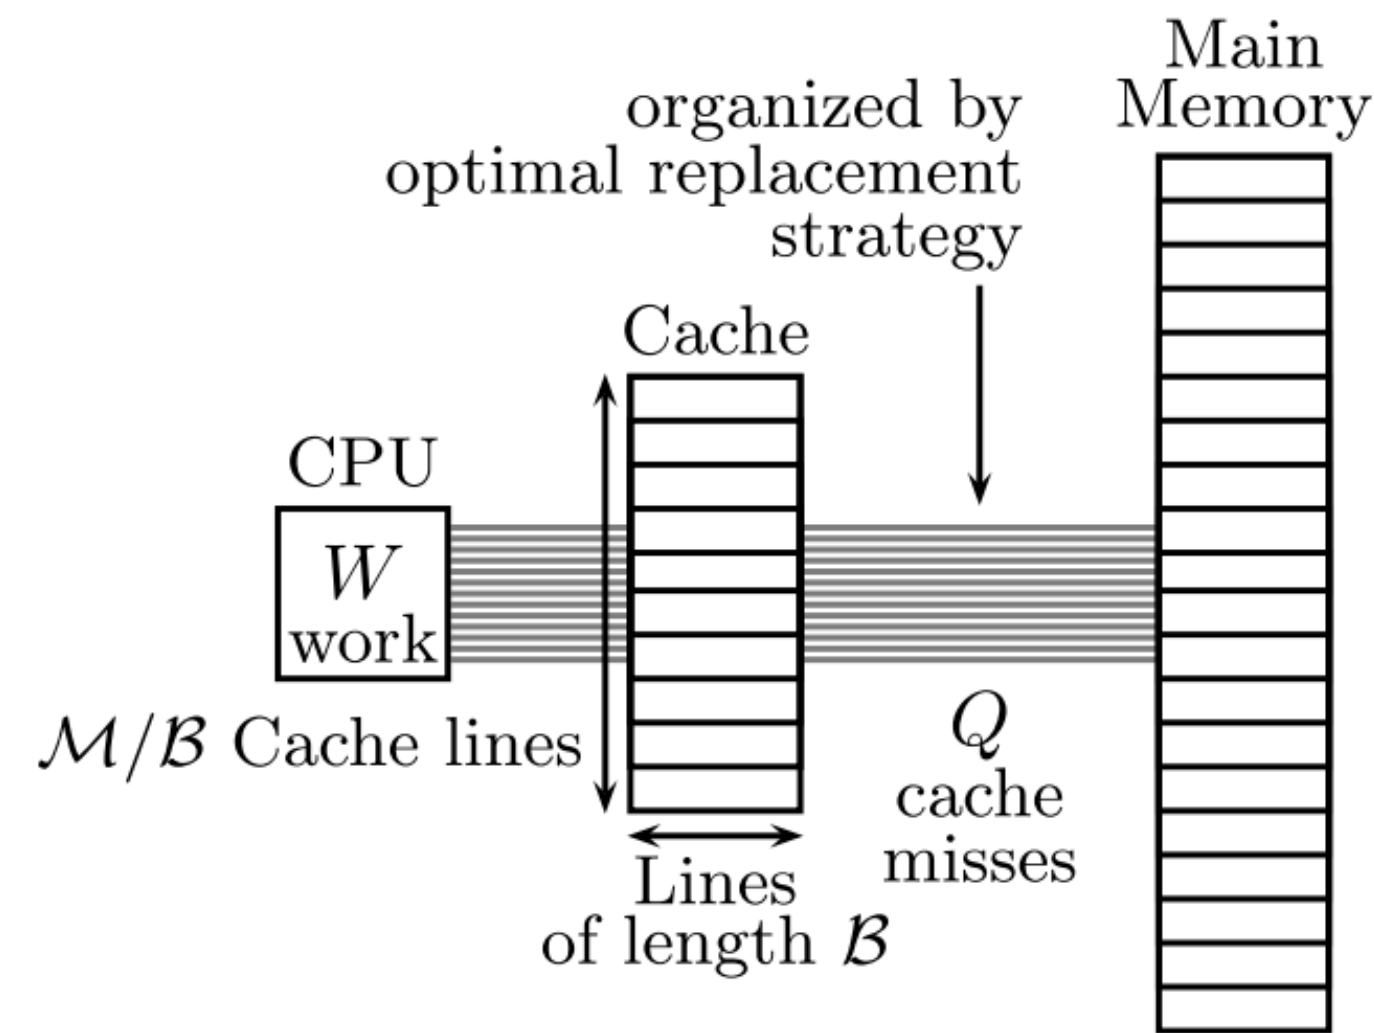 Main
Memory
organized by
optimal replacement
strategy
Cache
CPU
W
work
M/B Cache lines
Q
cache
misses
Lines
of length B